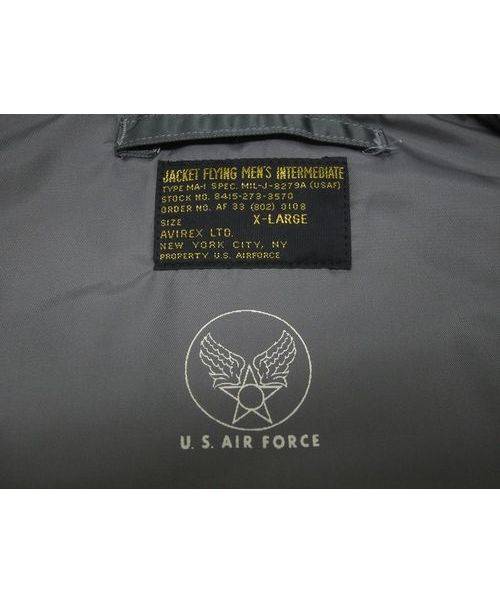 JACKET FLYING MEN'S INTERMEDIATE
TYPE MA-1 SPEC. MIL-J-8279A (USAF)
STOCK NO. 8415-273-3570
ORDER NO. AF 33 (802) 0108
SIZE X-LARGE
AVIREX LTD.
NEW YORK CITY, NY
PROPERTY U.S. AIRFORCE
U.S. AIR FORCE